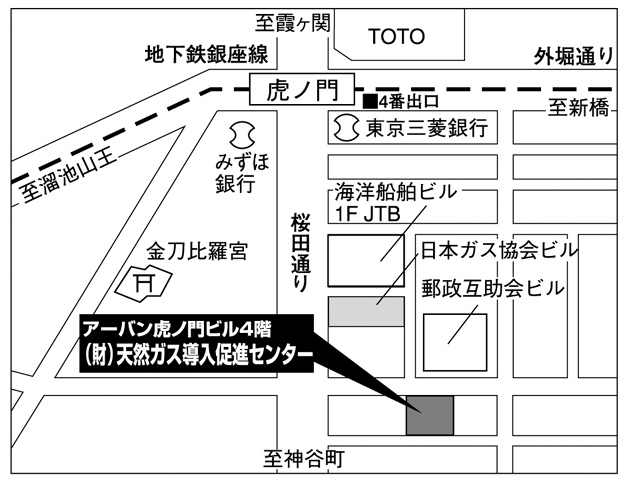 至霞ヶ関
TOTO
地下鉄銀座線
外堀通り
虎ノ門
■4番出口
至新橋
東京三菱銀行
みずほ
銀行
至溜池山王
海洋船舶ビル
1F JTB
桜田通り
金刀比羅宮
日本ガス協会ビル
郵政互助会ビル
アーバン虎ノ門ビル4階
（財）天然ガス導入促進センター
至神谷町